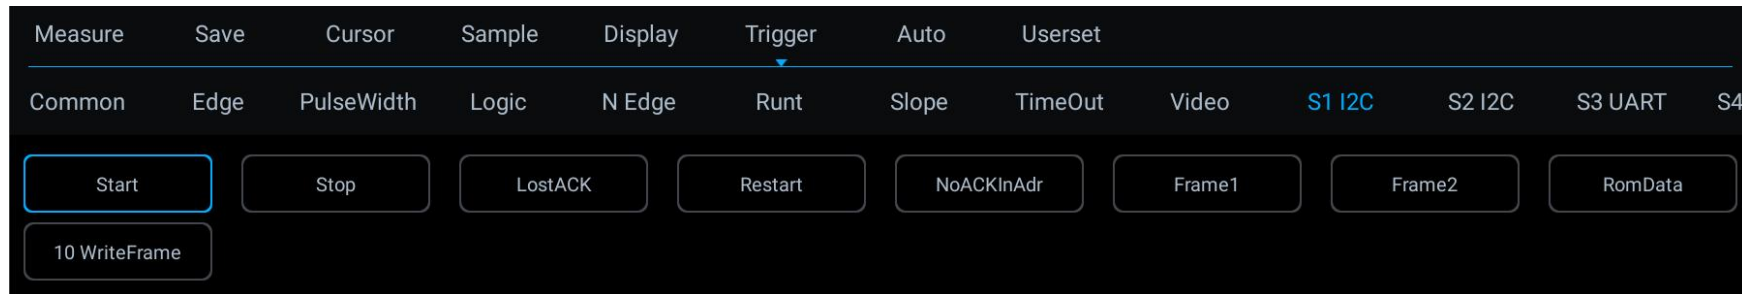 Measure Save Cursor Sample Display Trigger Auto Userset
Common Edge PulseWidth Logic N Edge Runt Slope TimeOut Video S1 I2C S2 I2C S3 UART S4
Start Stop LostACK Restart NoACKInAdr Frame1 Frame2 RomData
10 WriteFrame